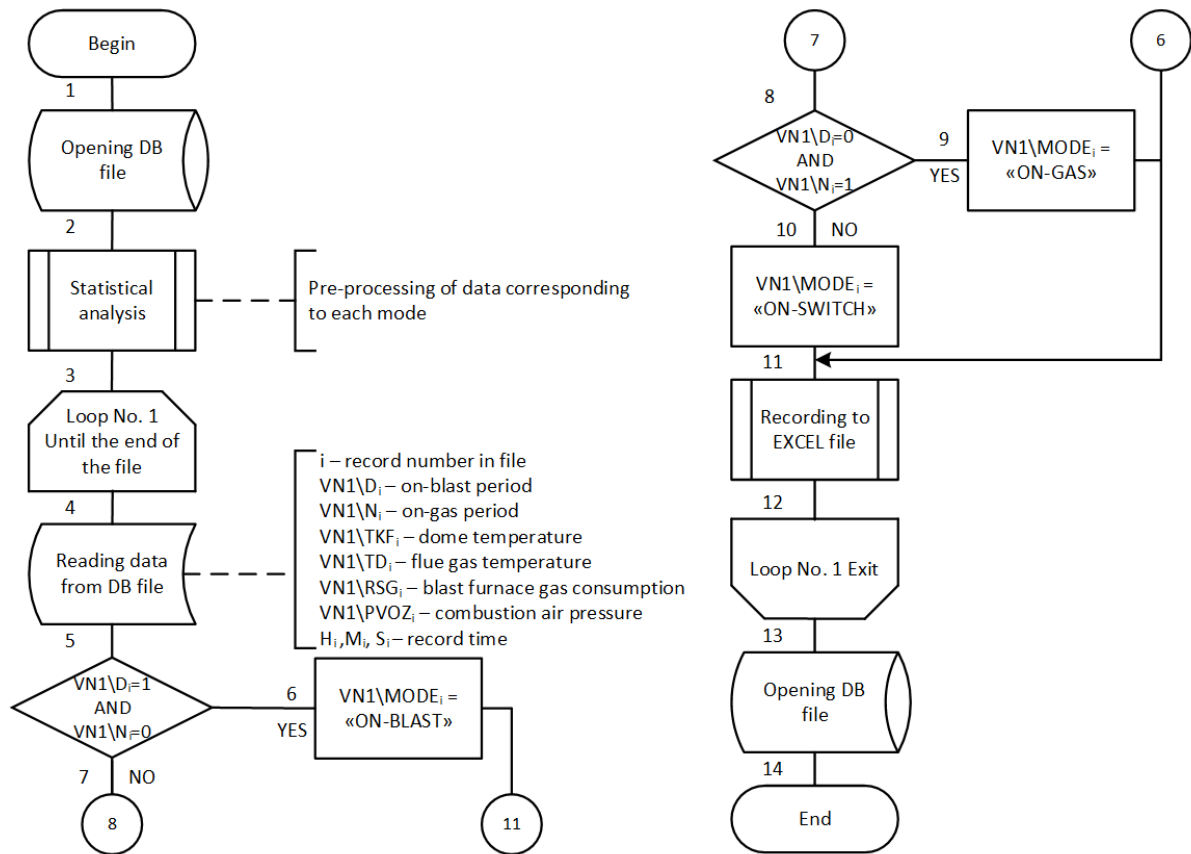 Begin
1
Opening DB
file
2
Statistical
analysis
Pre-processing of data corresponding
to each mode
3
Loop No. 1
Until the end of
the file
4
Reading data
from DB file
i – record number in file
VN1\Dᵢ – on-blast period
VN1\Nᵢ – on-gas period
VN1\TKFᵢ – dome temperature
VN1\TDᵢ – flue gas temperature
VN1\RSGᵢ – blast furnace gas consumption
VN1\PVOZᵢ – combustion air pressure
Hᵢ,Mᵢ, Sᵢ – record time
5
VN1\Dᵢ=1
AND
VN1\Nᵢ=0
6
YES
VN1\MODEᵢ =
«ON-BLAST»
7 NO
8
11
7
6
8
VN1\Dᵢ=0
AND
VN1\Nᵢ=1
9
YES
VN1\MODEᵢ =
«ON-GAS»
10 NO
VN1\MODEᵢ =
«ON-SWITCH»
11
Recording to
EXCEL file
12
Loop No. 1 Exit
13
Opening DB
file
14
End